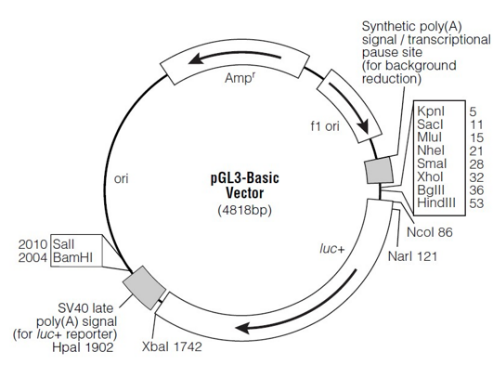 Synthetic poly(A)
signal / transcriptional
pause site
(for background
reduction)
Ampr
f1 ori
KpnI 5
SacI 11
MluI 15
NheI 21
SmaI 28
XhoI 32
BglII 36
HindIII 53
ori
pGL3-Basic
Vector
(4818bp)
NcoI 86
NarI 121
luc+
2010 SalI
2004 BamHI
SV40 late
poly(A) signal
(for luc+ reporter)
HpaI 1902
XbaI 1742